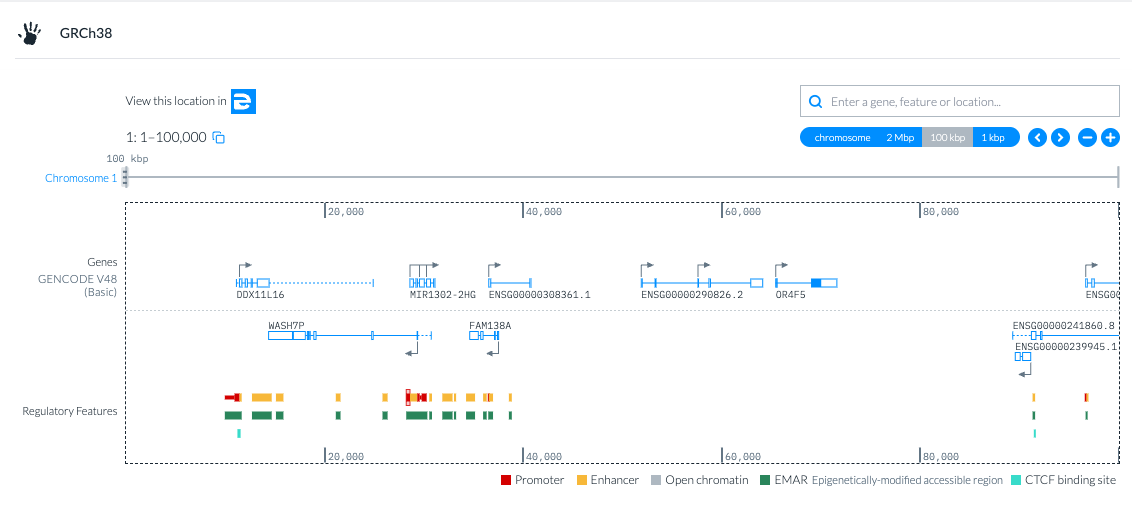 GRCh38
View this location in
Enter a gene, feature or location...
1: 1–100,000
chromosome 2 Mbp 100 kbp 1 kbp
100 kbp
Chromosome 1
20,000 40,000 60,000 80,000
Genes
GENCODE V48
(Basic)
DDX11L16 MIR1302-2HG ENSG00000308361.1 ENSG00000290826.2 OR4F5 ENSG00
WASH7P FAM138A ENSG00000241860.8
ENSG00000239945.1
Regulatory Features
20,000 40,000 60,000 80,000
Promoter Enhancer Open chromatin EMAR Epigenetically-modified accessible region CTCF binding site